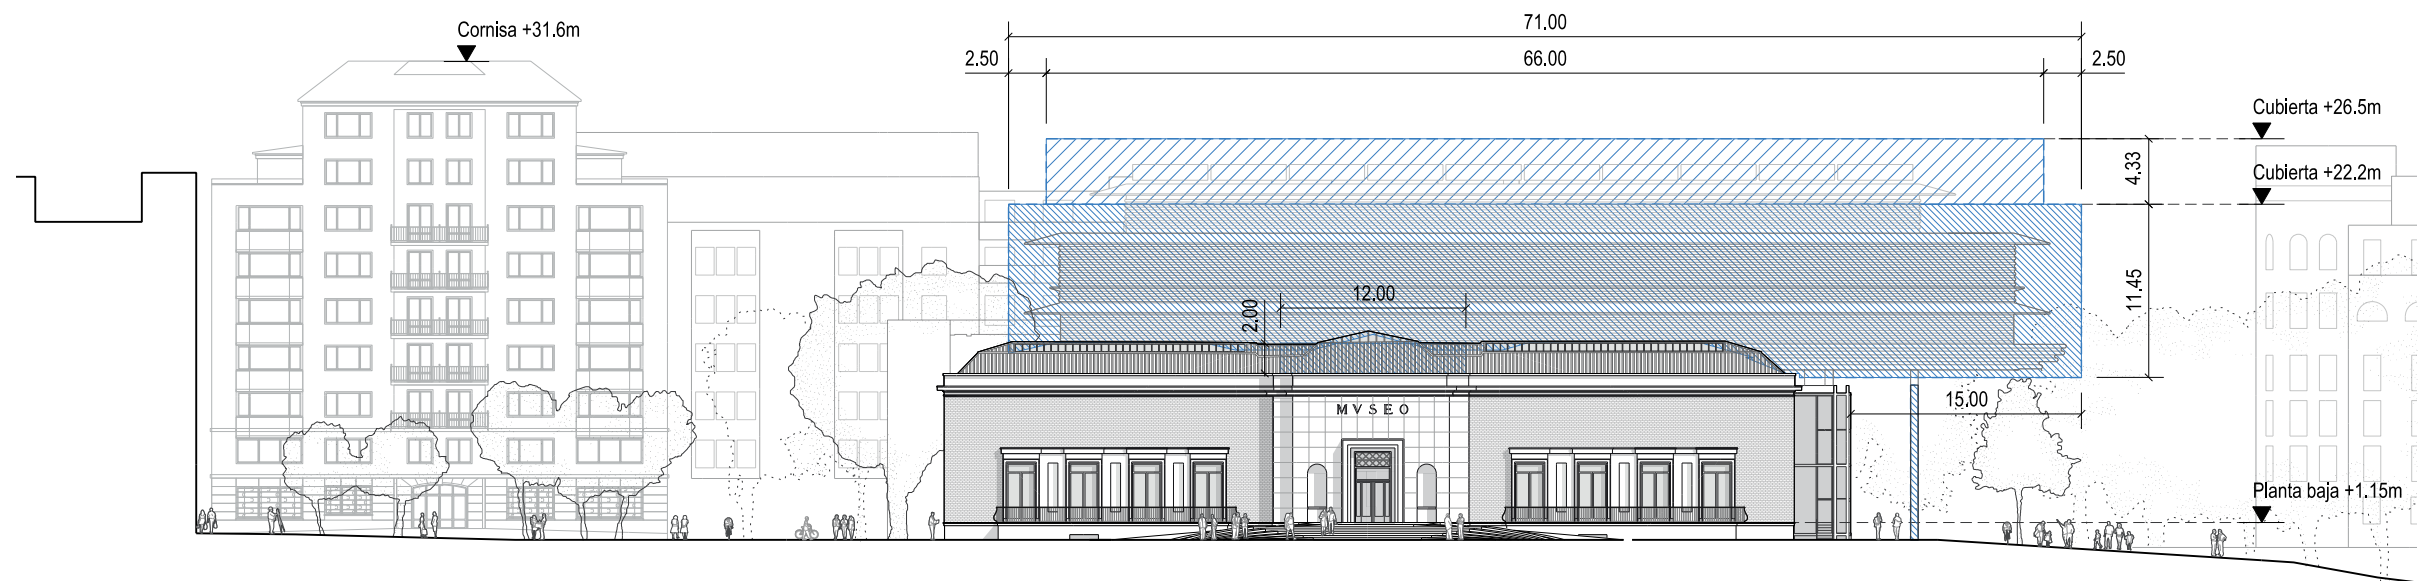 71.00
Cornisa +31.6m
2.50
66.00
2.50
Cubierta +26.5m
4.33
Cubierta +22.2m
11.45
12.00
2.00
15.00
MVSEO
Planta baja +1.15m